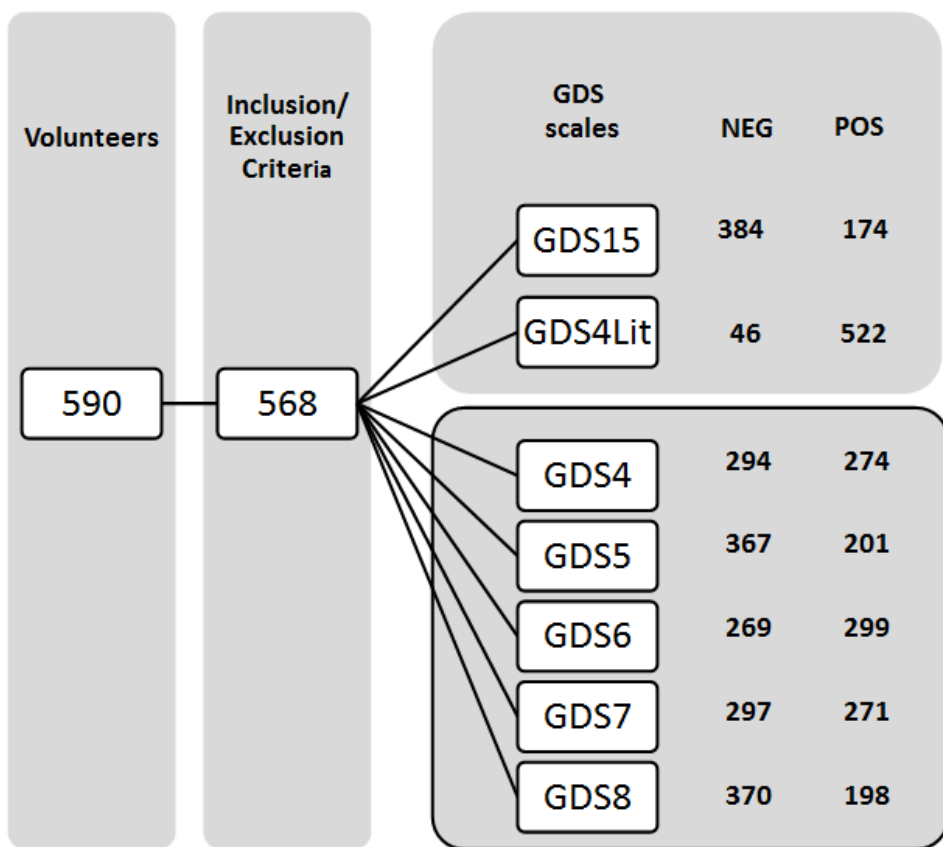 Volunteers
Inclusion/
Exclusion
Criteria
GDS
scales
NEG POS
GDS15 384 174
GDS4Lit 46 522
590 568
GDS4 294 274
GDS5 367 201
GDS6 269 299
GDS7 297 271
GDS8 370 198